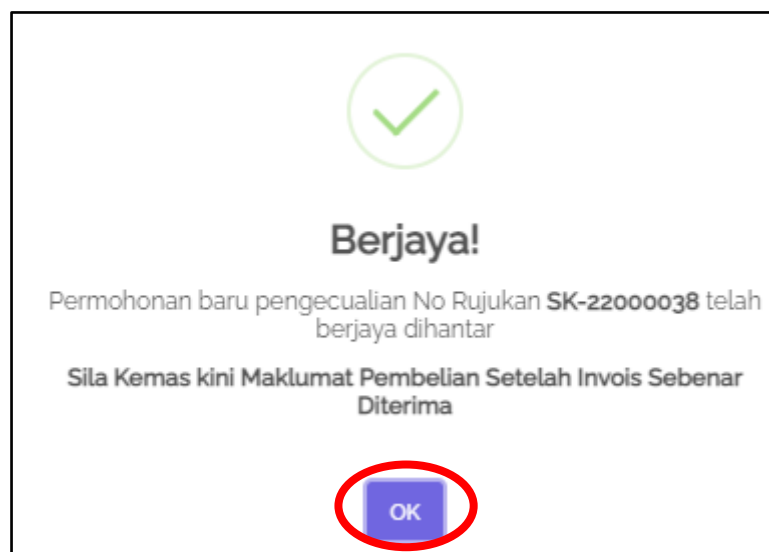 Berjaya!
Permohonan baru pengecualian No Rujukan SK-22000038 telah
berjaya dihantar
Sila Kemas kini Maklumat Pembelian Setelah Invois Sebenar
Diterima
OK